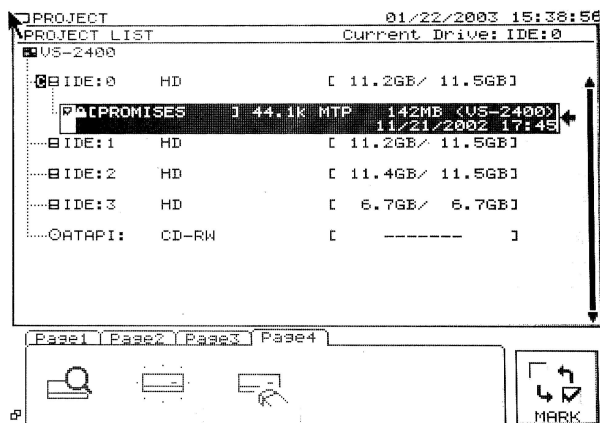 PROJECT 01/22/2003 15:38:56
PROJECT LIST Current Drive: IDE:0
VS-2400
C IDE:0 HD [ 11.2GB/ 11.5GB]
P [PROMISES ] 44.1k MTP 142MB (VS-2400)
11/21/2002 17:45
IDE:1 HD [ 11.2GB/ 11.5GB]
IDE:2 HD [ 11.4GB/ 11.5GB]
IDE:3 HD [ 6.7GB/ 6.7GB]
ATAPI: CD-RW [ ------- ]
Page1 Page2 Page3 Page4
MARK